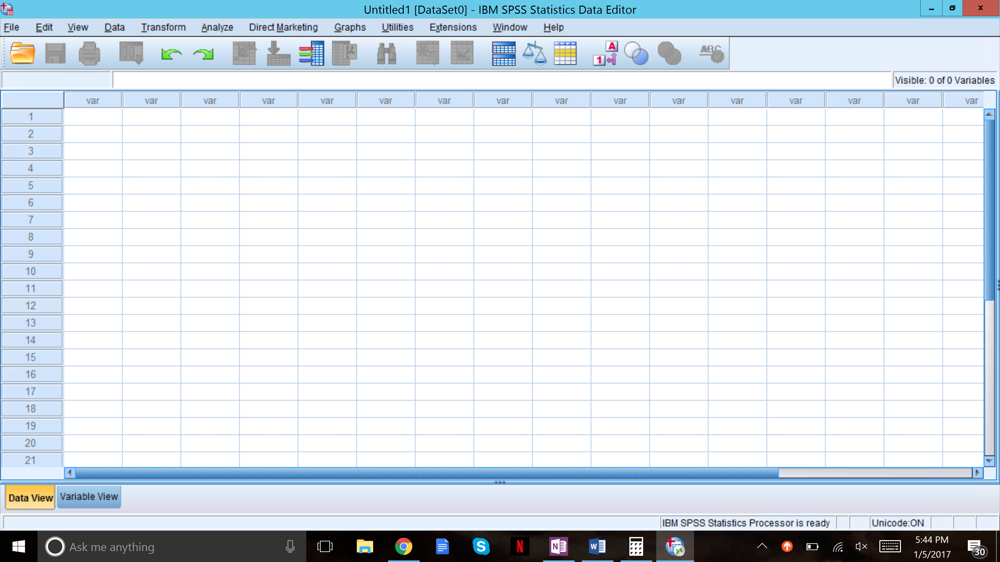 Untitled1 [DataSet0] - IBM SPSS Statistics Data Editor
File Edit View Data Transform Analyze Direct Marketing Graphs Utilities Extensions Window Help
A
1
μ
ABC
Visible: 0 of 0 Variables
var var var var var var var var var var var var var var var var
1
2
3
4
5
6
7
8
9
10
11
12
13
14
15
16
17
18
19
20
21
Data View Variable View
IBM SPSS Statistics Processor is ready Unicode:ON
Ask me anything
S
N
N
W
5:44 PM
1/5/2017
30